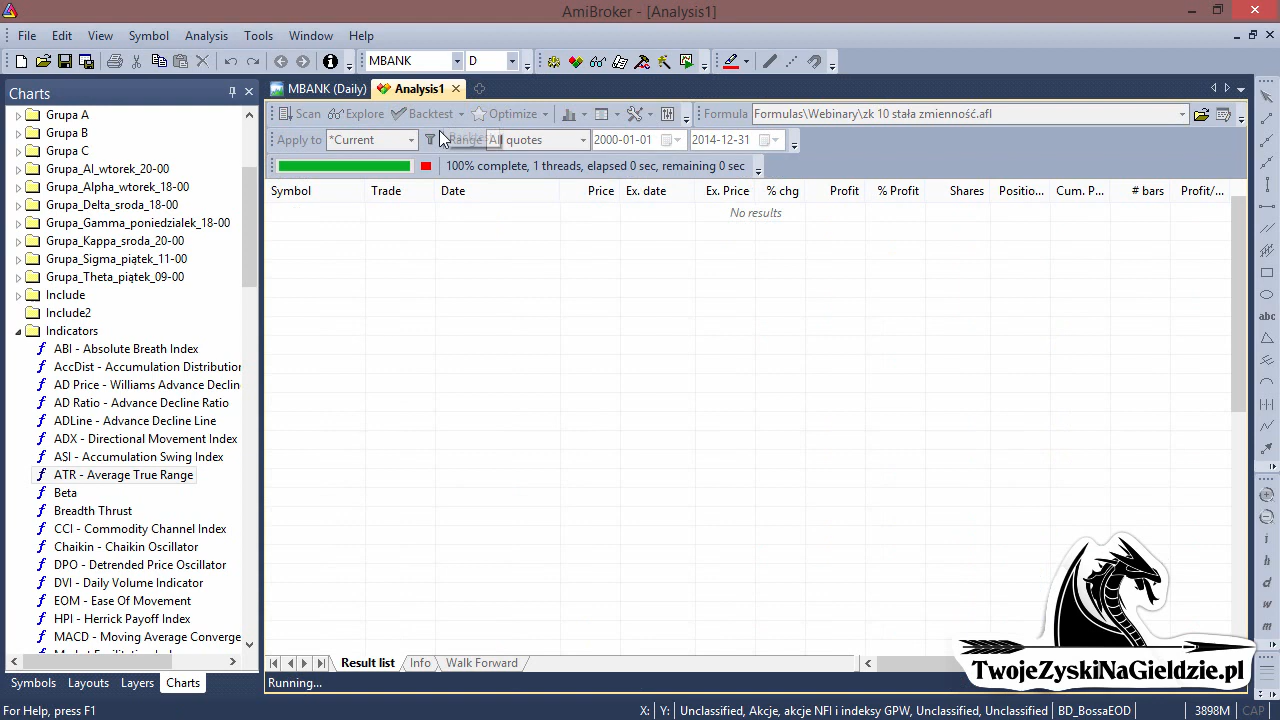 AmiBroker - [Analysis1]
File Edit View Symbol Analysis Tools Window Help
MBANK D
Charts
MBANK (Daily) Analysis1
Scan Explore Backtest Optimize Formula Formulas\Webinary\zk 10 stała zmienność.afl
Apply to *Current Range All quotes 2000-01-01 2014-12-31
100% complete, 1 threads, elapsed 0 sec, remaining 0 sec
Symbol Trade Date Price Ex. date Ex. Price % chg Profit % Profit Shares Positio... Cum. P... # bars Profit/...
No results
Grupa A
Grupa B
Grupa C
Grupa_Al_wtorek_20-00
Grupa_Alpha_wtorek_18-00
Grupa_Delta_sroda_18-00
Grupa_Gamma_poniedzialek_18-00
Grupa_Kappa_sroda_20-00
Grupa_Sigma_piątek_11-00
Grupa_Theta_piątek_09-00
Include
Include2
Indicators
ABI - Absolute Breath Index
AccDist - Accumulation Distribution
AD Price - Williams Advance Declin
AD Ratio - Advance Decline Ratio
ADLine - Advance Decline Line
ADX - Directional Movement Index
ASI - Accumulation Swing Index
ATR - Average True Range
Beta
Breadth Thrust
CCI - Commodity Channel Index
Chaikin - Chaikin Oscillator
DPO - Detrended Price Oscillator
DVI - Daily Volume Indicator
EOM - Ease Of Movement
HPI - Herrick Payoff Index
MACD - Moving Average Converge
abc
i
h
d
w
m
Result list Info Walk Forward
TwojeZyskiNaGieldzie.pl
Symbols Layouts Layers Charts
Running...
For Help, press F1 X: Y: Unclassified, Akcje, akcje NFI i indeksy GPW, Unclassified, Unclassified BD_BossaEOD 3898M CAP